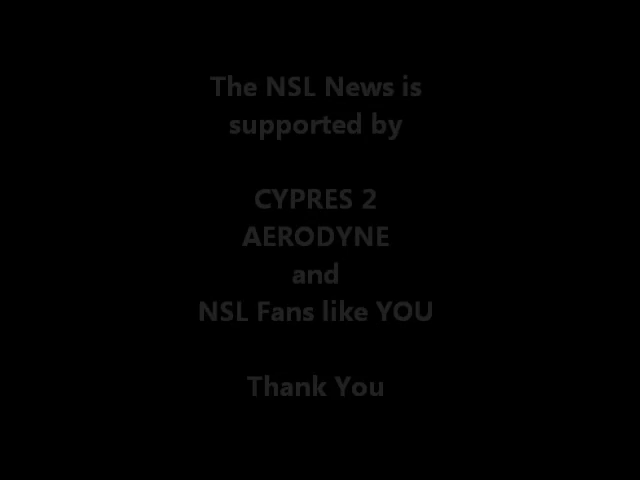 The NSL News is
supported by
CYPRES 2
AERODYNE
and
NSL Fans like YOU
Thank You